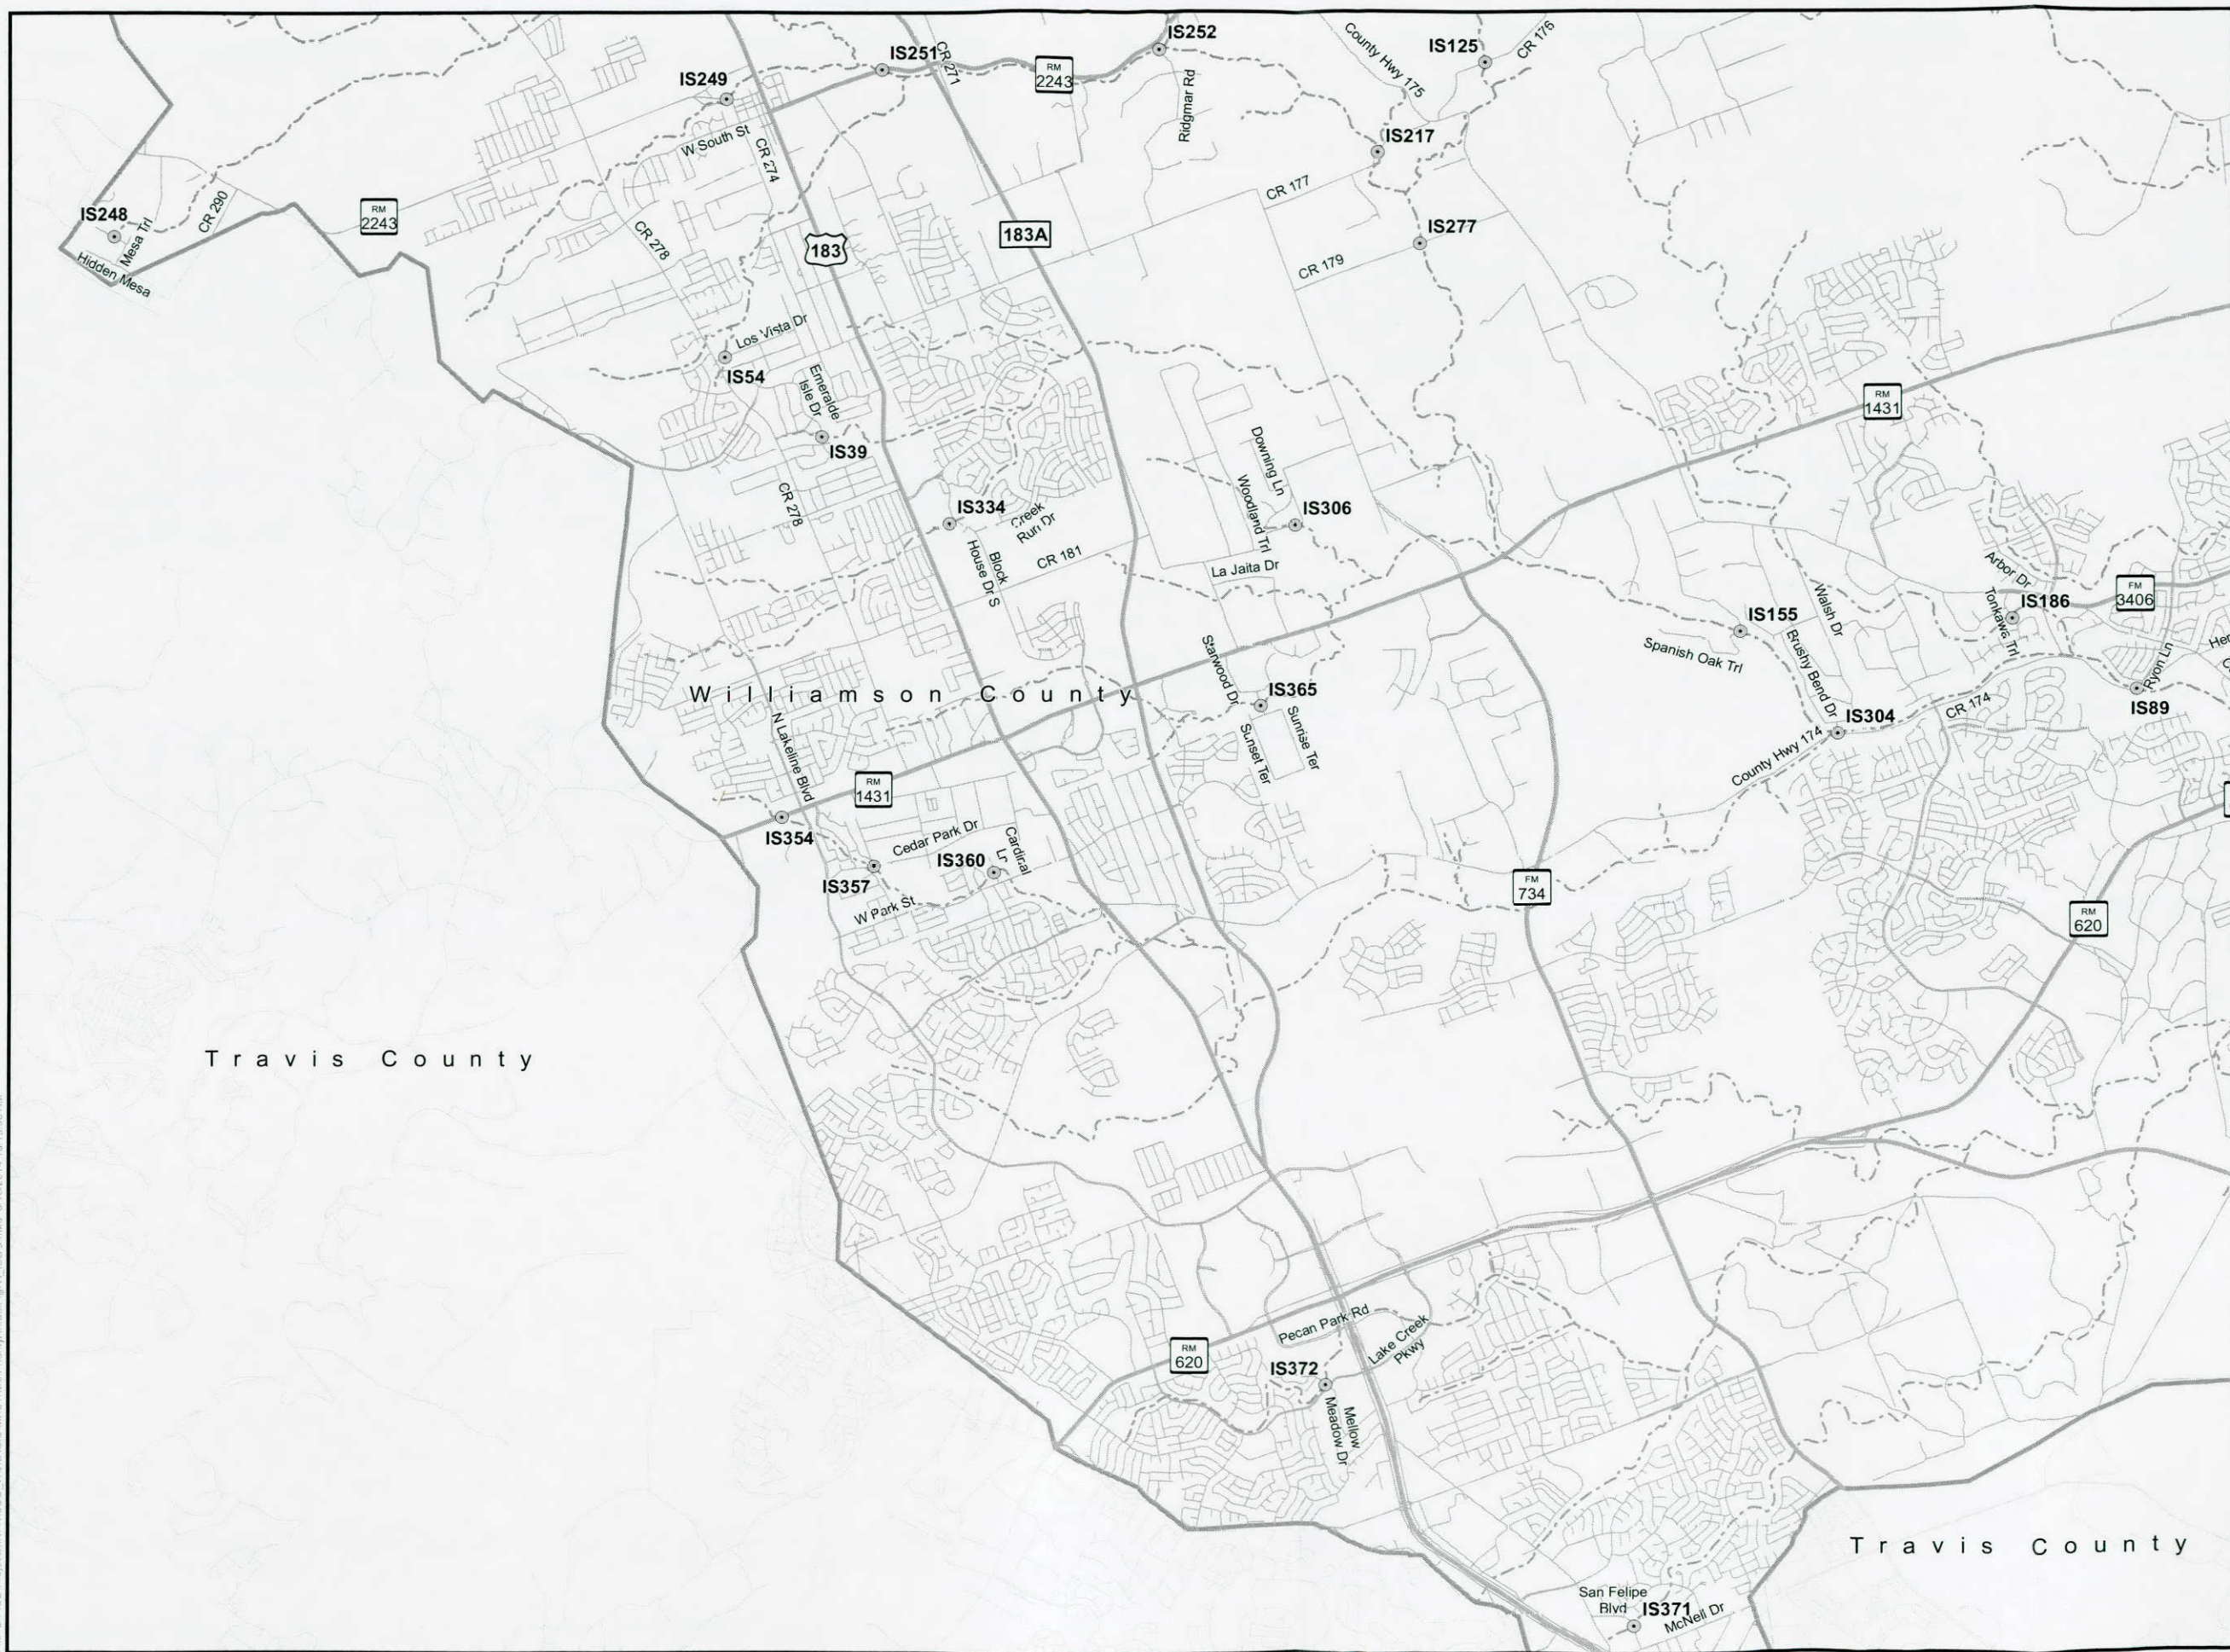 IS252
County Hwy 175
IS125
CR 176
IS251
CR 271
RM
2243
IS249
Ridgmar Rd
W South St
CR 274
IS217
CR 177
IS248
Mesa Trl
CR 290
RM
2243
Hidden Mesa
CR 278
183
183A
IS277
CR 179
Los Vista Dr
IS54
Emeralde
Isle Dr
IS39
RM
1431
Downing Ln
Woodland Trl
CR 278
IS334
Creek
Run Dr
IS306
Block
House Dr S
CR 181
La Jaita Dr
Arbor Dr
FM
3406
Tonkawa Trl
IS186
IS155
Walsh Dr
Spanish Oak Trl
Brushy Bend Dr
Starwood Dr
IS365
Williamson County
Sunset Ter
Sunrise Ter
Ryon Ln
IS89
CR 174
IS304
County Hwy 174
N Lakeline Blvd
RM
1431
IS354
Cedar Park Dr
IS360
Cardinal
Ln
IS357
W Park St
FM
734
RM
620
Travis County
Pecan Park Rd
Lake Creek
Pkwy
RM
620
IS372
Mellow
Meadow Dr
Travis County
San Felipe
Blvd
IS371
McNeil Dr